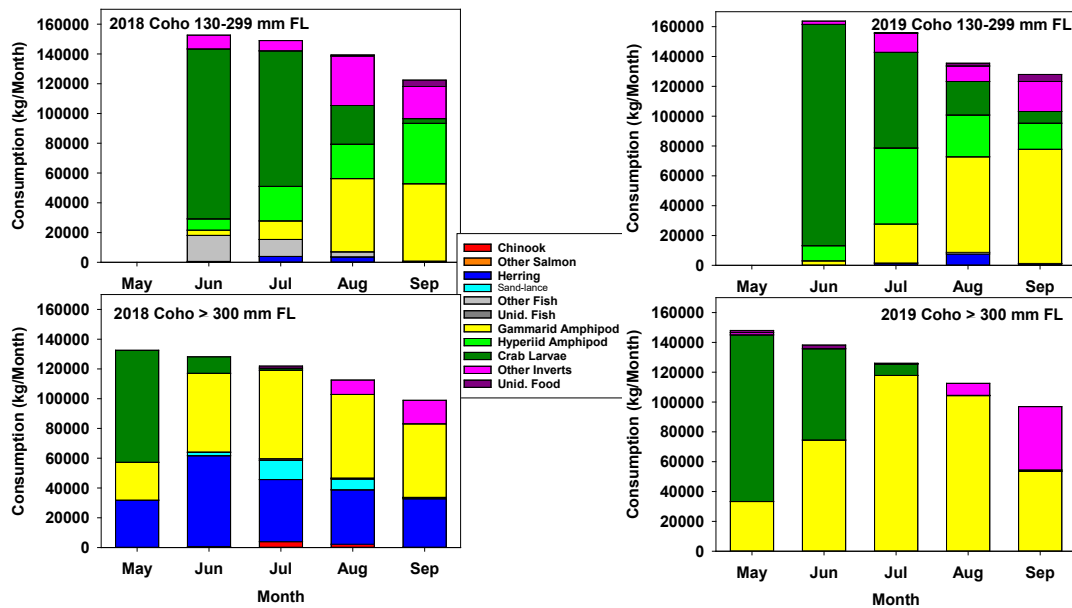 2018 Coho 130-299 mm FL
Consumption (kg/Month)
160000
140000
120000
100000
80000
60000
40000
20000
0
May Jun Jul Aug Sep
2019 Coho 130-299 mm FL
Consumption (kg/Month)
160000
140000
120000
100000
80000
60000
40000
20000
0
May Jun Jul Aug Sep
Chinook
Other Salmon
Herring
Sand-lance
Other Fish
Unid. Fish
Gammarid Amphipod
Hyperiid Amphipod
Crab Larvae
Other Inverts
Unid. Food
2018 Coho > 300 mm FL
Consumption (kg/Month)
160000
140000
120000
100000
80000
60000
40000
20000
0
May Jun Jul Aug Sep
Month
2019 Coho > 300 mm FL
Consumption (kg/Month)
160000
140000
120000
100000
80000
60000
40000
20000
0
May Jun Jul Aug Sep
Month